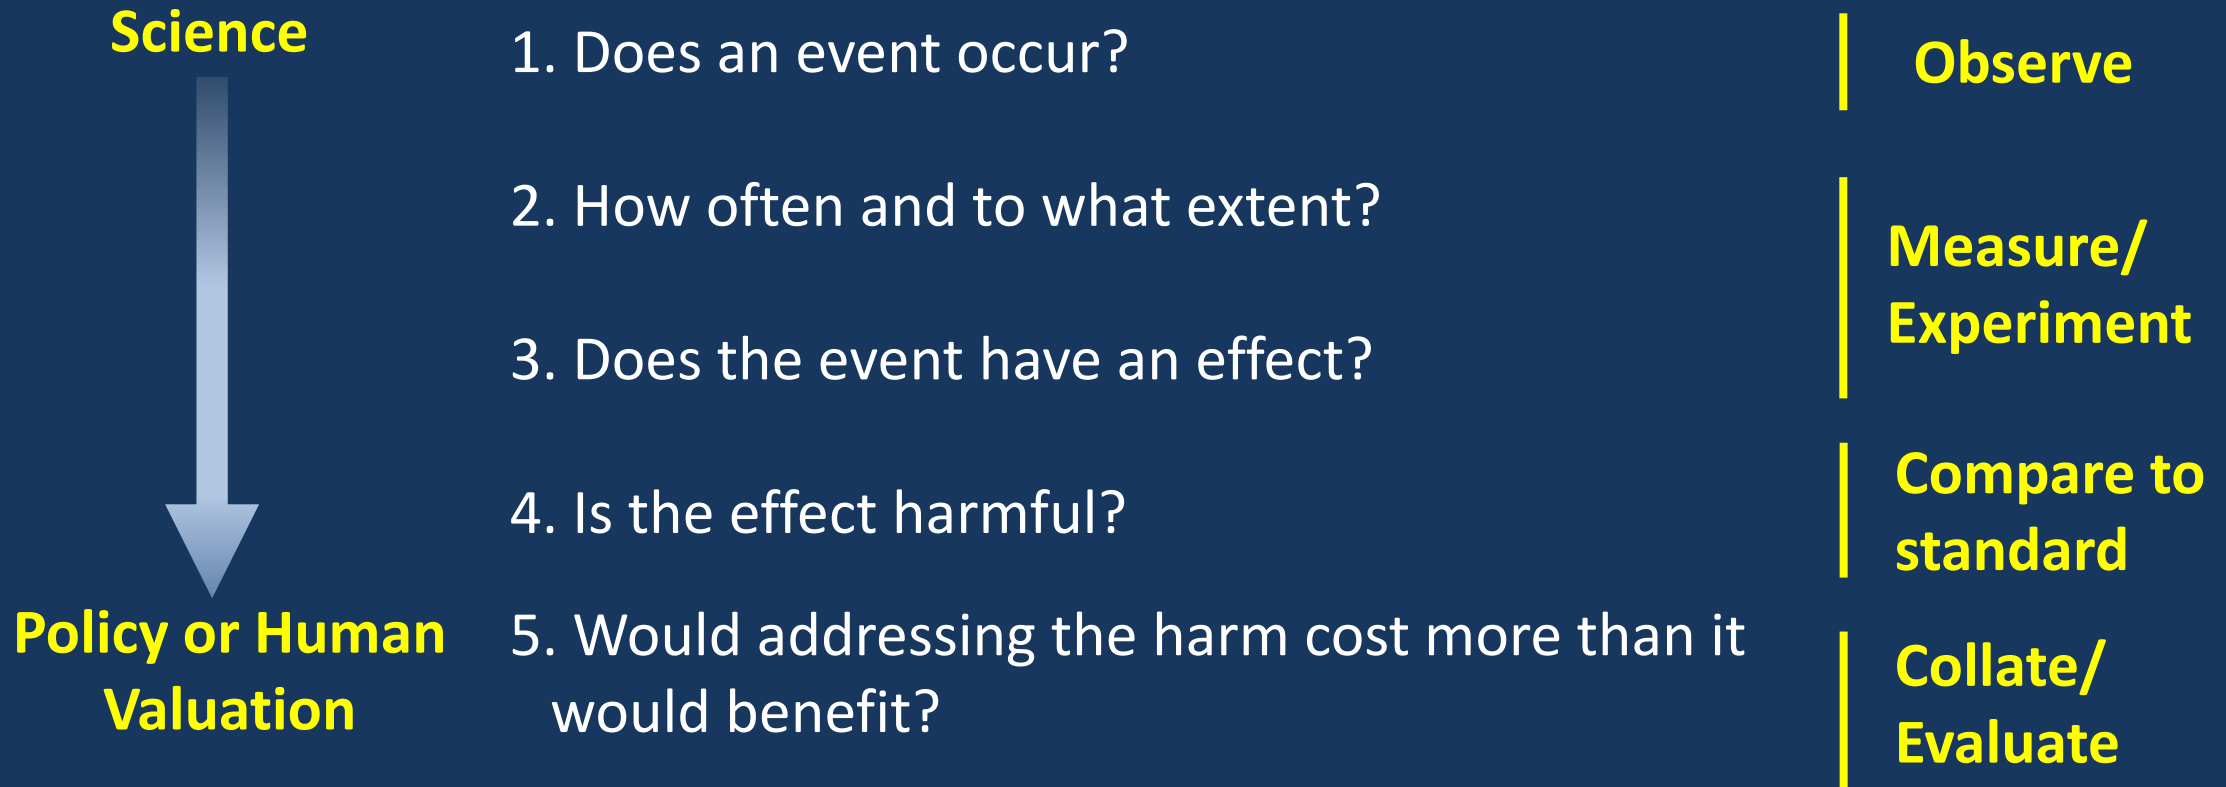 Science
1. Does an event occur?
Observe
2. How often and to what extent?
Measure/
Experiment
3. Does the event have an effect?
4. Is the effect harmful?
Compare to
standard
Policy or Human
Valuation
5. Would addressing the harm cost more than it
would benefit?
Collate/
Evaluate